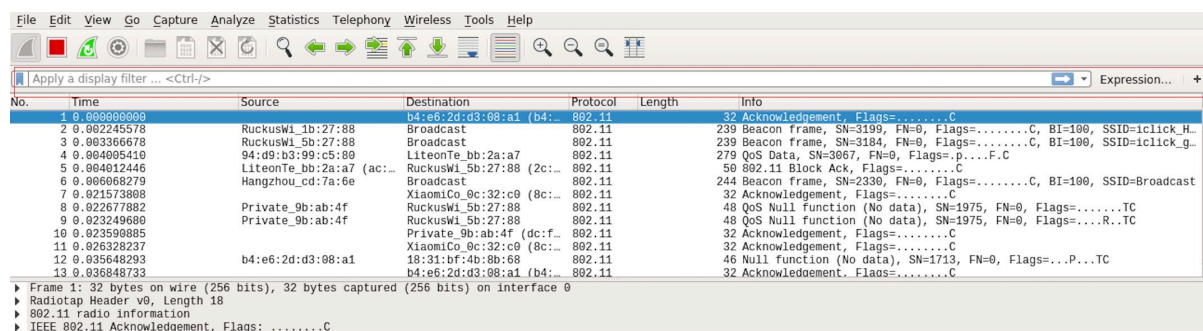 File Edit View Go Capture Analyze Statistics Telephony Wireless Tools Help
Apply a display filter ... <Ctrl-/> Expression... +
No. Time Source Destination Protocol Length Info
1 0.000000000 b4:e6:2d:d3:08:a1 (b4:… 802.11 32 Acknowledgement, Flags=........C
2 0.002245578 RuckusWi_1b:27:88 Broadcast 802.11 239 Beacon frame, SN=3199, FN=0, Flags=........C, BI=100, SSID=iclick_H…
3 0.003366678 RuckusWi_5b:27:88 Broadcast 802.11 239 Beacon frame, SN=3184, FN=0, Flags=........C, BI=100, SSID=iclick_g…
4 0.004005410 94:d9:b3:99:c5:80 LiteonTe_bb:2a:a7 802.11 279 QoS Data, SN=3067, FN=0, Flags=.p....F.C
5 0.004012446 LiteonTe_bb:2a:a7 (ac:… RuckusWi_5b:27:88 (2c:… 802.11 50 802.11 Block Ack, Flags=........C
6 0.006068279 Hangzhou_cd:7a:6e Broadcast 802.11 244 Beacon frame, SN=2330, FN=0, Flags=........C, BI=100, SSID=Broadcast
7 0.021573808 XiaomiCo_0c:32:c0 (8c:… 802.11 32 Acknowledgement, Flags=........C
8 0.022677882 Private_9b:ab:4f RuckusWi_5b:27:88 802.11 48 QoS Null function (No data), SN=1975, FN=0, Flags=.......TC
9 0.023249680 Private_9b:ab:4f RuckusWi_5b:27:88 802.11 48 QoS Null function (No data), SN=1975, FN=0, Flags=....R..TC
10 0.023590885 Private_9b:ab:4f (dc:f… 802.11 32 Acknowledgement, Flags=........C
11 0.026328237 XiaomiCo_0c:32:c0 (8c:… 802.11 32 Acknowledgement, Flags=........C
12 0.035648293 b4:e6:2d:d3:08:a1 18:31:bf:4b:8b:68 802.11 46 Null function (No data), SN=1713, FN=0, Flags=...P...TC
13 0.036848733 b4:e6:2d:d3:08:a1 (b4:… 802.11 32 Acknowledgement, Flags=........C
Frame 1: 32 bytes on wire (256 bits), 32 bytes captured (256 bits) on interface 0
Radiotap Header v0, Length 18
802.11 radio information
IEEE 802.11 Acknowledgement, Flags: ........C